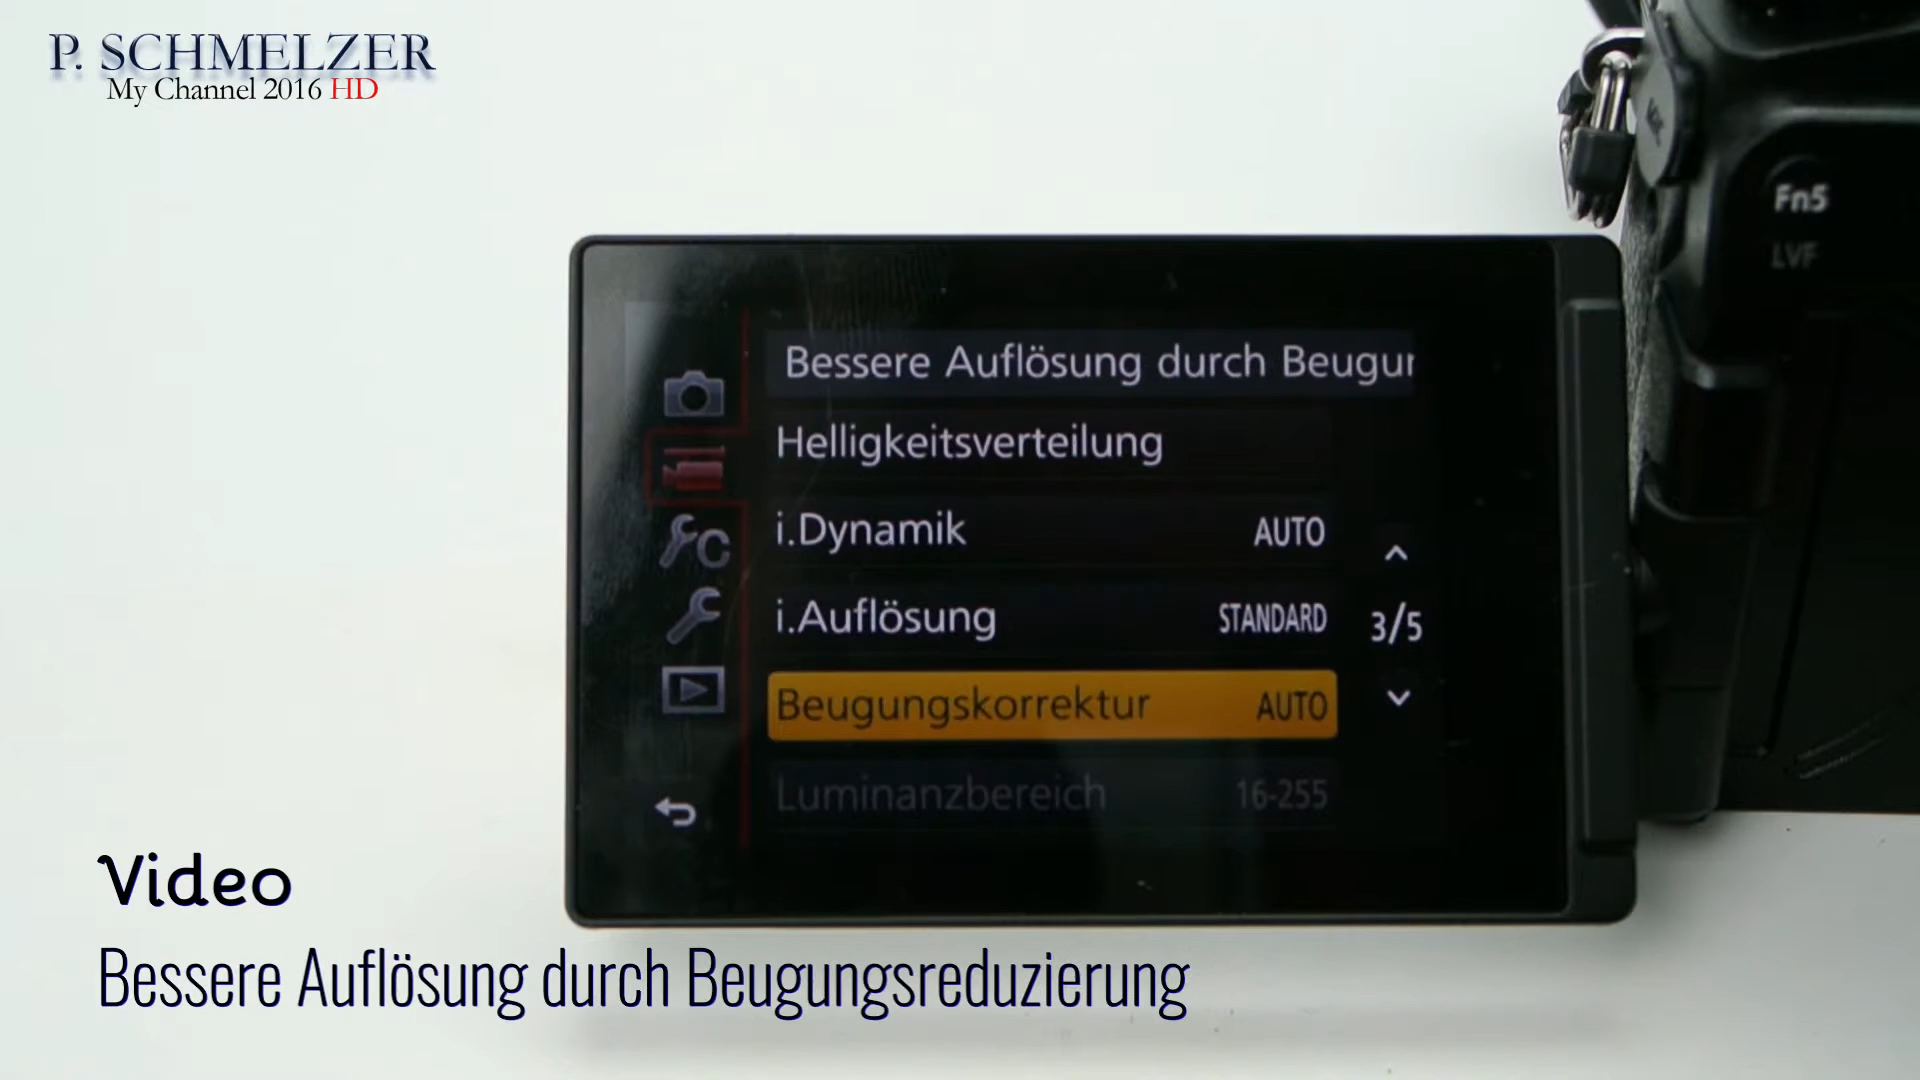 P. SCHMELZER
My Channel 2016 HD
Fn5
LVF
Bessere Auflösung durch Beugur
Helligkeitsverteilung
i.Dynamik AUTO
i.Auflösung STANDARD
3/5
Beugungskorrektur AUTO
Luminanzbereich 16-255
Video
Bessere Auflösung durch Beugungsreduzierung